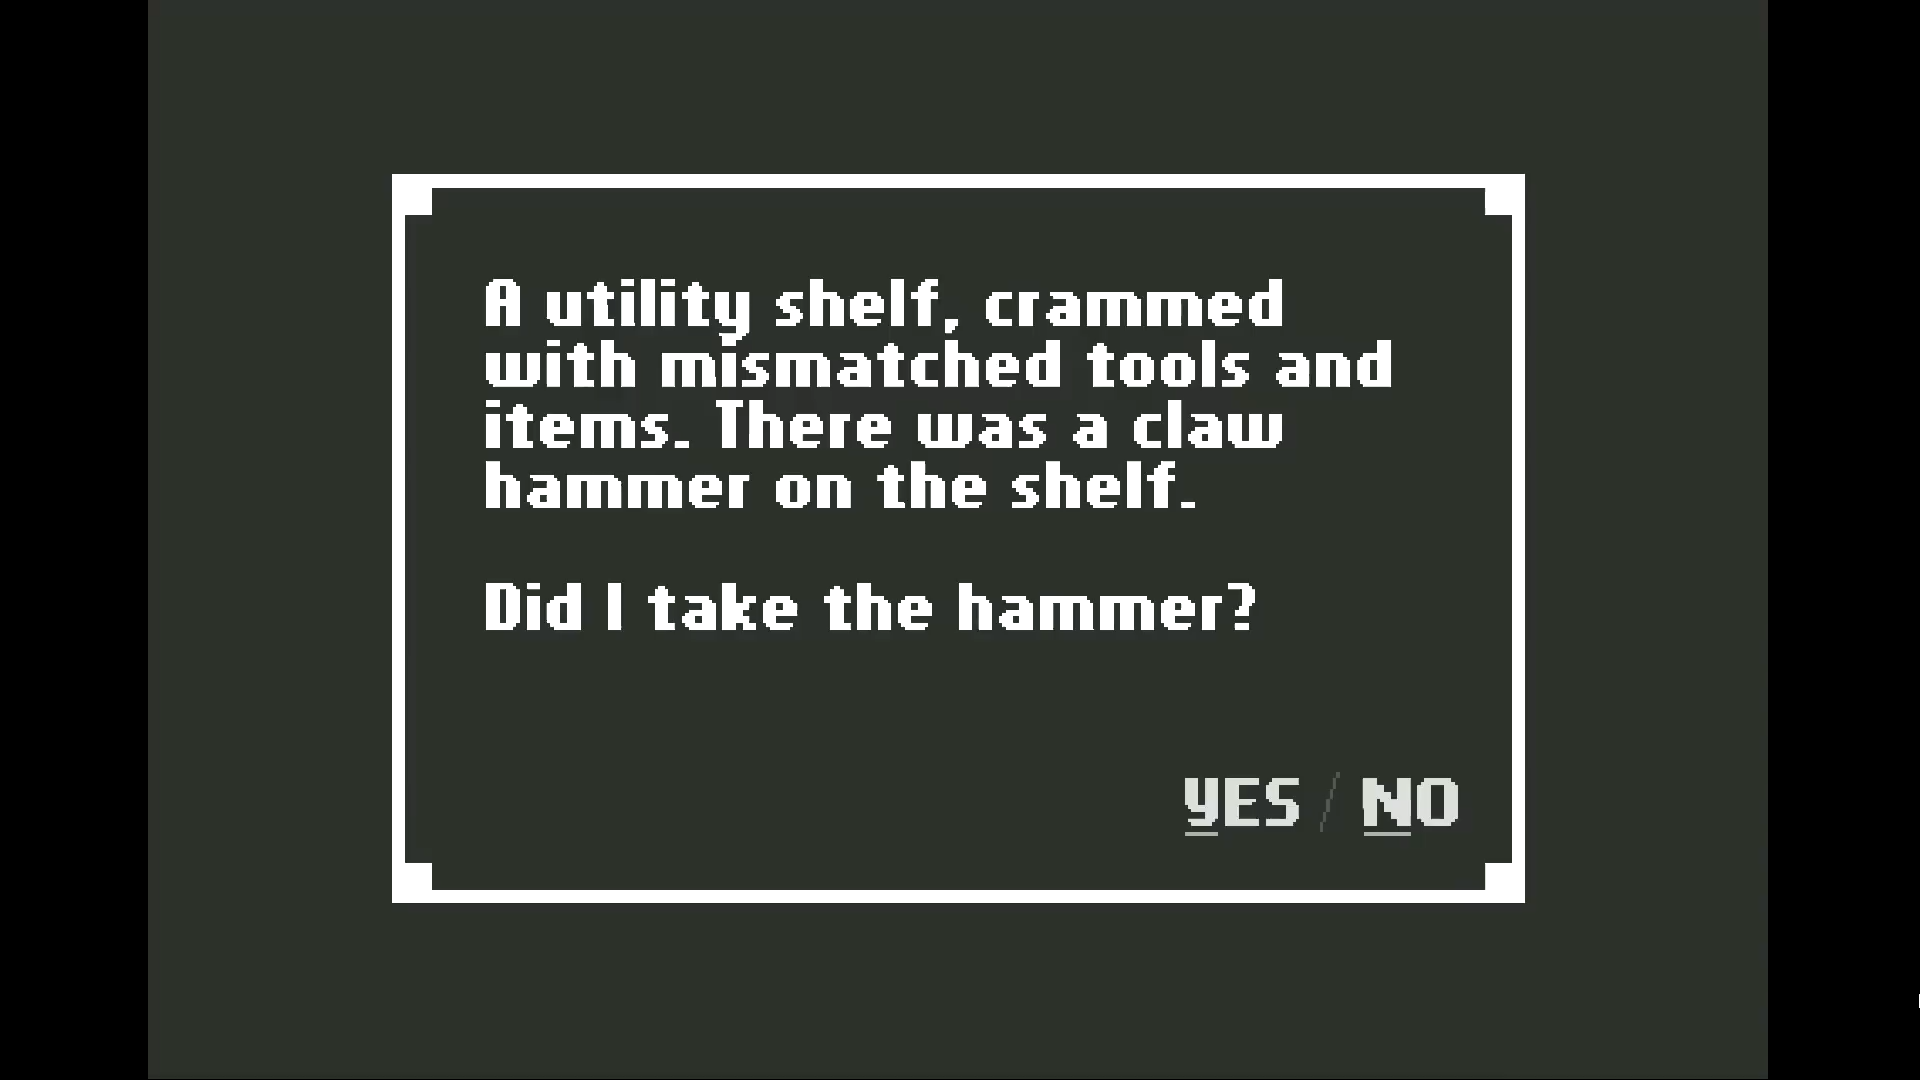 A utility shelf, crammed
with mismatched tools and
items. There was a claw
hammer on the shelf.
Did I take the hammer?
YES / NO